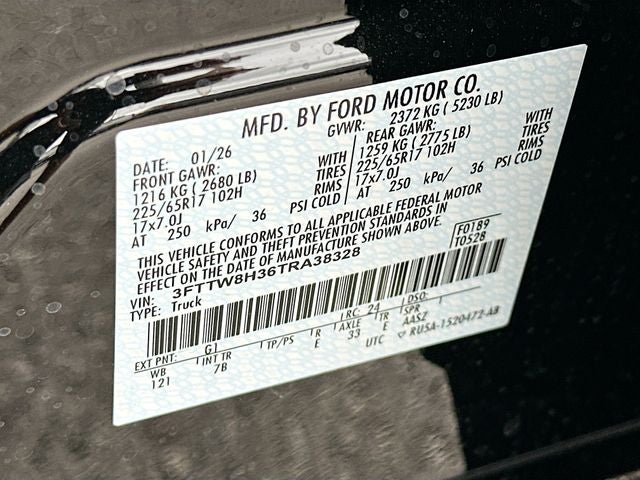 MFD. BY FORD MOTOR CO.
DATE: 01/26 GVWR: 2372 KG ( 5230 LB)
FRONT GAWR: REAR GAWR:
1216 KG ( 2680 LB) WITH 1259 KG ( 2775 LB) WITH
225/65R17 102H TIRES 225/65R17 102H TIRES
17x7.0J RIMS 17x7.0J RIMS
AT 250 kPa/ 36 PSI COLD AT 250 kPa/ 36 PSI COLD
THIS VEHICLE CONFORMS TO ALL APPLICABLE FEDERAL MOTOR
VEHICLE SAFETY AND THEFT PREVENTION STANDARDS IN
EFFECT ON THE DATE OF MANUFACTURE SHOWN ABOVE.
VIN: 3FTTW8H36TRA38328 F0189
TYPE: Truck T0528
EXT PNT: G1 RC: 24 DSO:
WB INT TR TP/PS R AXLE TR SPR
121 7B E 33 E AASZ
UTC ▽ RUSA-1520472-AB